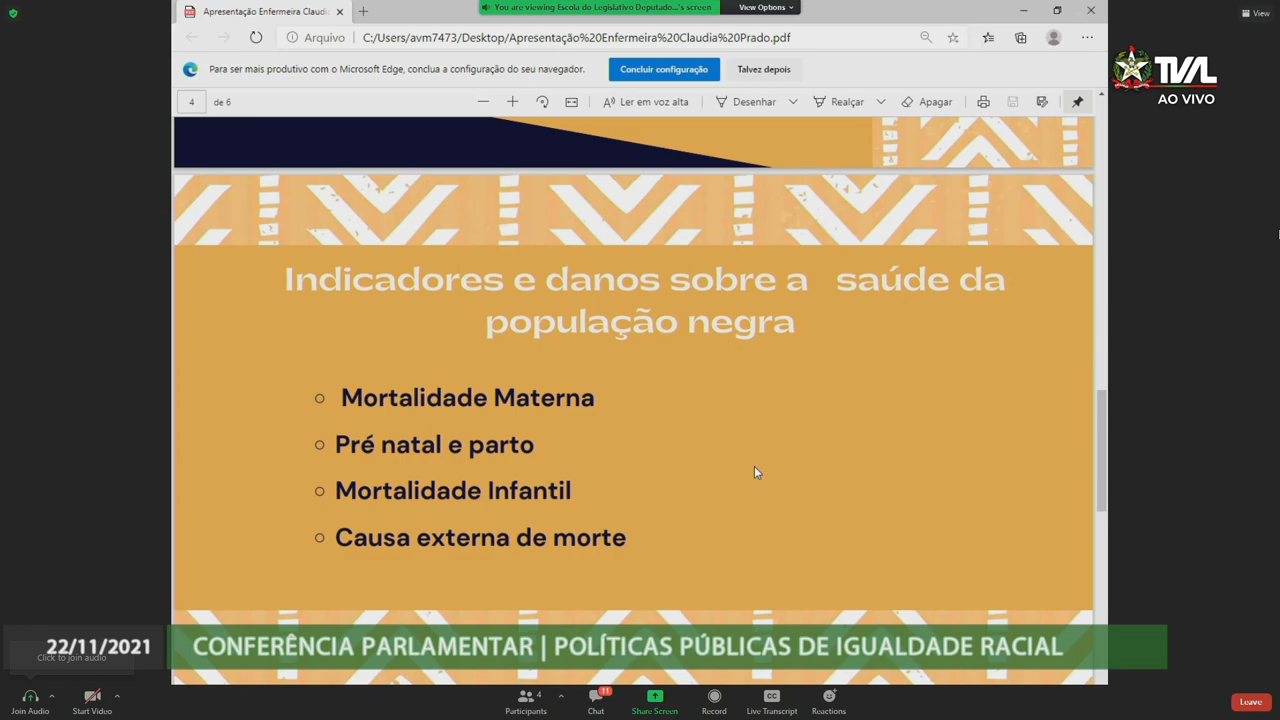 Apresentação Enfermeira Claudia
You are viewing Escola do Legislativo Deputado...'s screen
View Options
View
Arquivo
C:/Users/avm7473/Desktop/Apresentação%20Enfermeira%20Claudia%20Prado.pdf
Para ser mais produtivo com o Microsoft Edge, conclua a configuração do seu navegador.
Concluir configuração
Talvez depois
TVAL
AO VIVO
4 de 6
Ler em voz alta
Desenhar
Realçar
Apagar
Indicadores e danos sobre a saúde da
população negra
Mortalidade Materna
Pré natal e parto
Mortalidade Infantil
Causa externa de morte
22/11/2021
CONFERÊNCIA PARLAMENTAR | POLÍTICAS PÚBLICAS DE IGUALDADE RACIAL
Click to join audio
Join Audio
Start Video
4
Participants
11
Chat
Share Screen
Record
CC
Live Transcript
Reactions
Leave